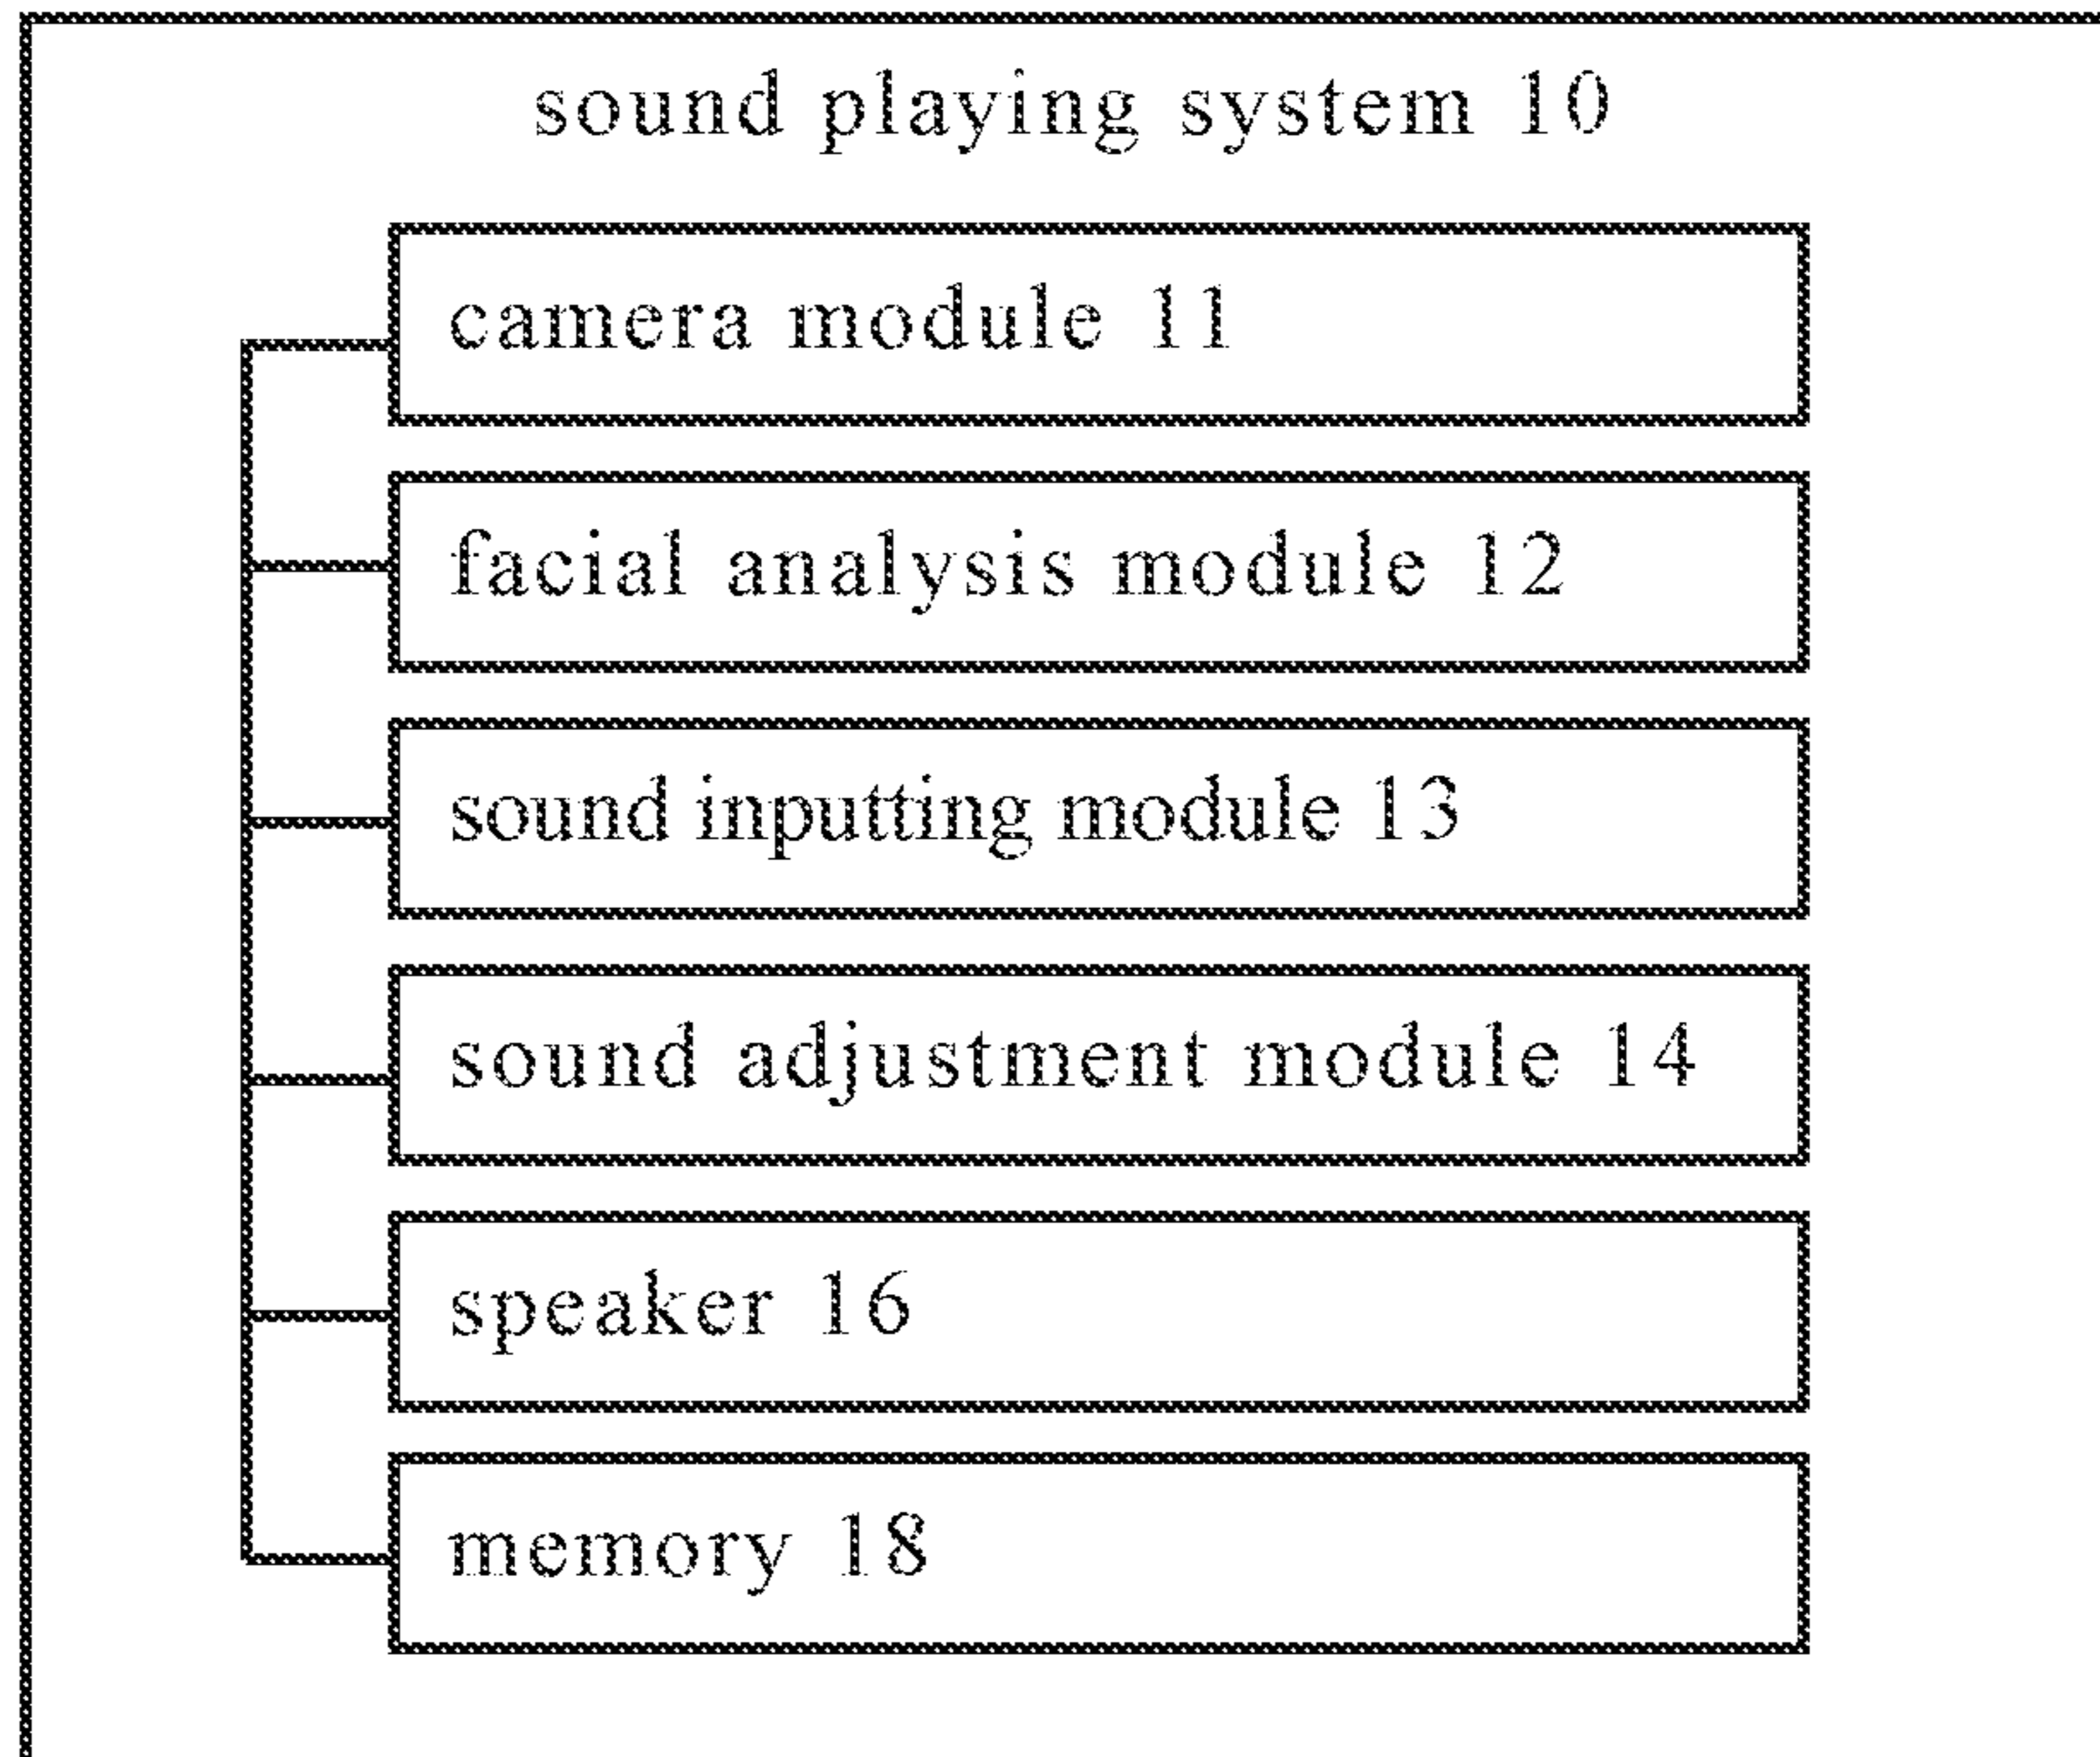 sound playing system 10
camera module 11
facial analysis module 12
sound inputting module 13
sound adjustment module 14
speaker 16
memory 18